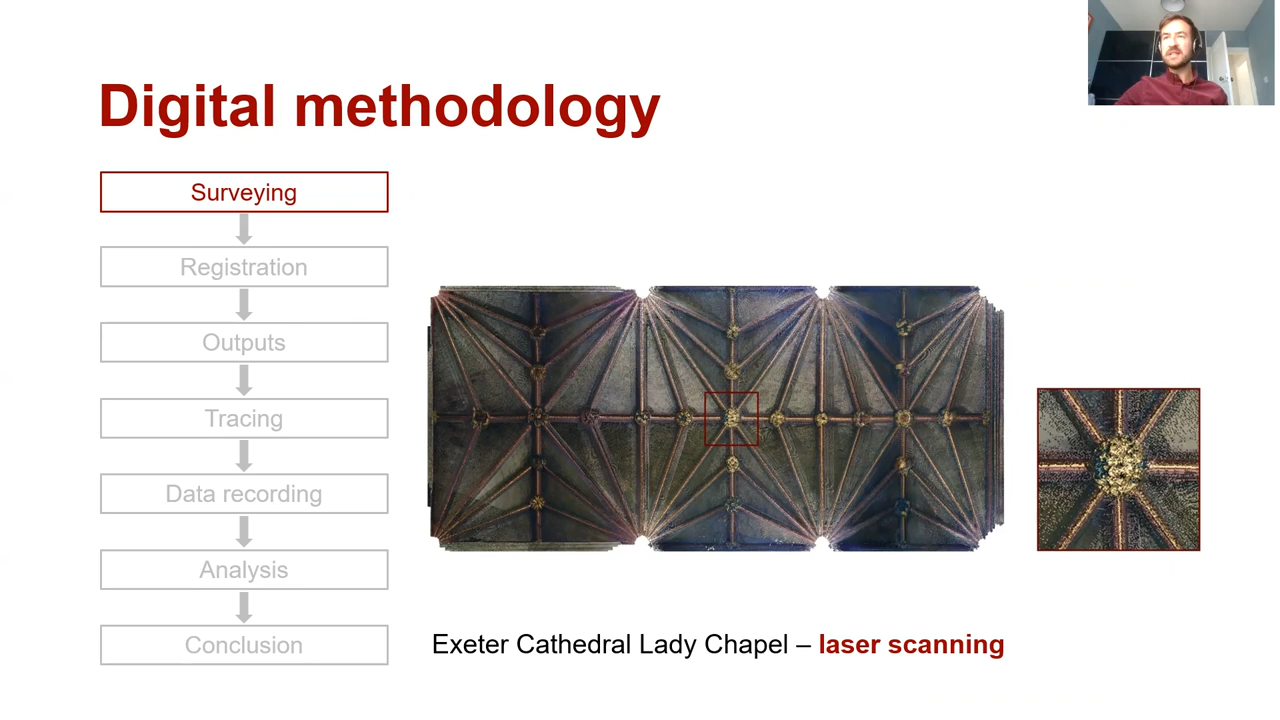 Digital methodology
Surveying
Registration
Outputs
Tracing
Data recording
Analysis
Conclusion
Exeter Cathedral Lady Chapel – laser scanning